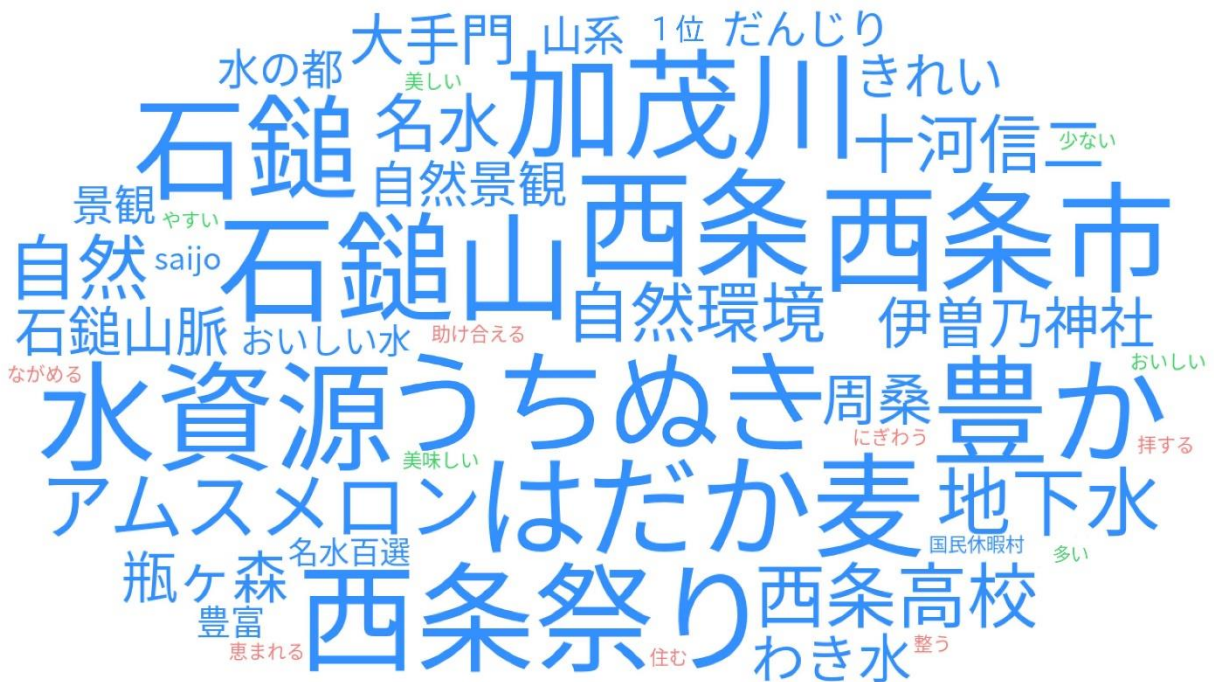 大手門
山系
１位
だんじり
水の都
美しい
加茂川
きれい
石鎚
名水
十河信二
少ない
自然景観
景観
やすい
西条
西条市
自然
saijo
石鎚山
自然環境
伊曽乃神社
石鎚山脈
おいしい水
助け合える
ながめる
おいしい
水資源
うちぬき
周桑
豊か
にぎわう
拝する
美味しい
アムスメロン
はだか麦
地下水
国民休暇村
多い
瓶ヶ森
名水百選
西条祭り
西条高校
豊富
恵まれる
住む
わき水
整う